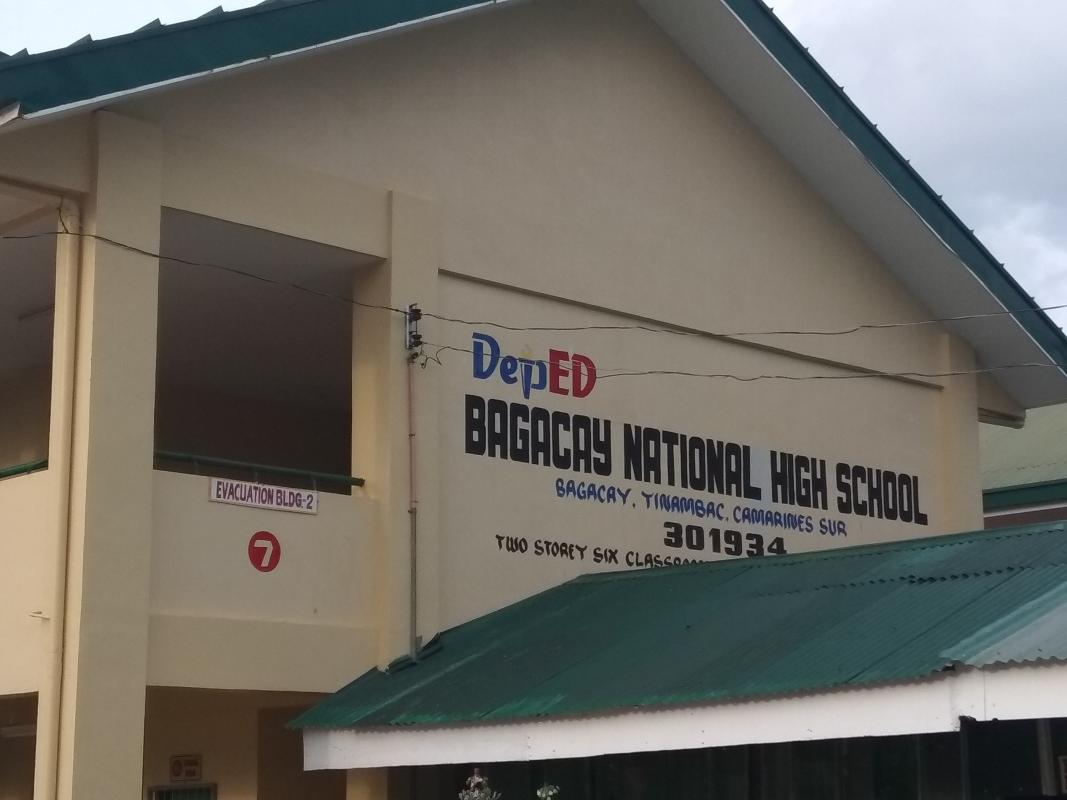 DepED
BAGACAY NATIONAL HIGH SCHOOL
BAGACAY, TINAMBAC, CAMARINES SUR
301934
TWO STOREY SIX
EVACUATION BLDG.-2
7